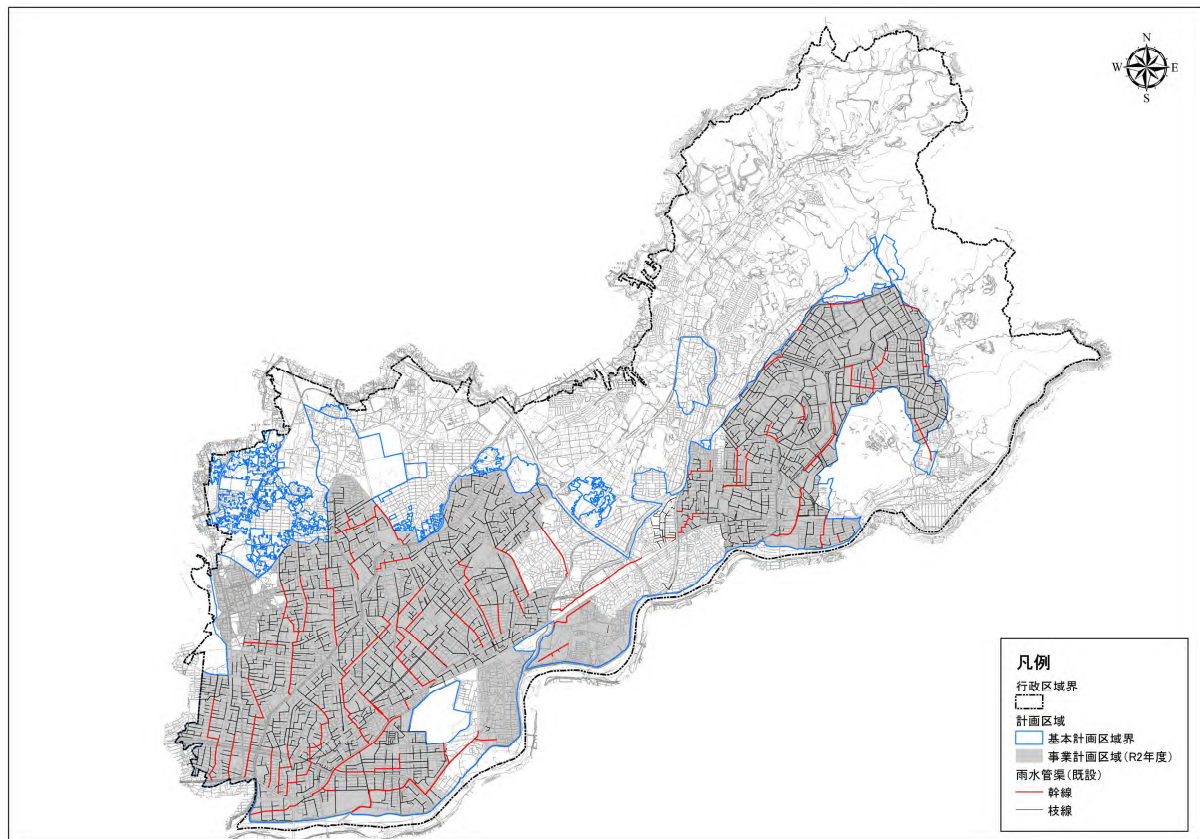 N
W E
S
凡例
行政区域界
計画区域
基本計画区域界
事業計画区域(R2年度)
雨水管渠(既設)
幹線
枝線